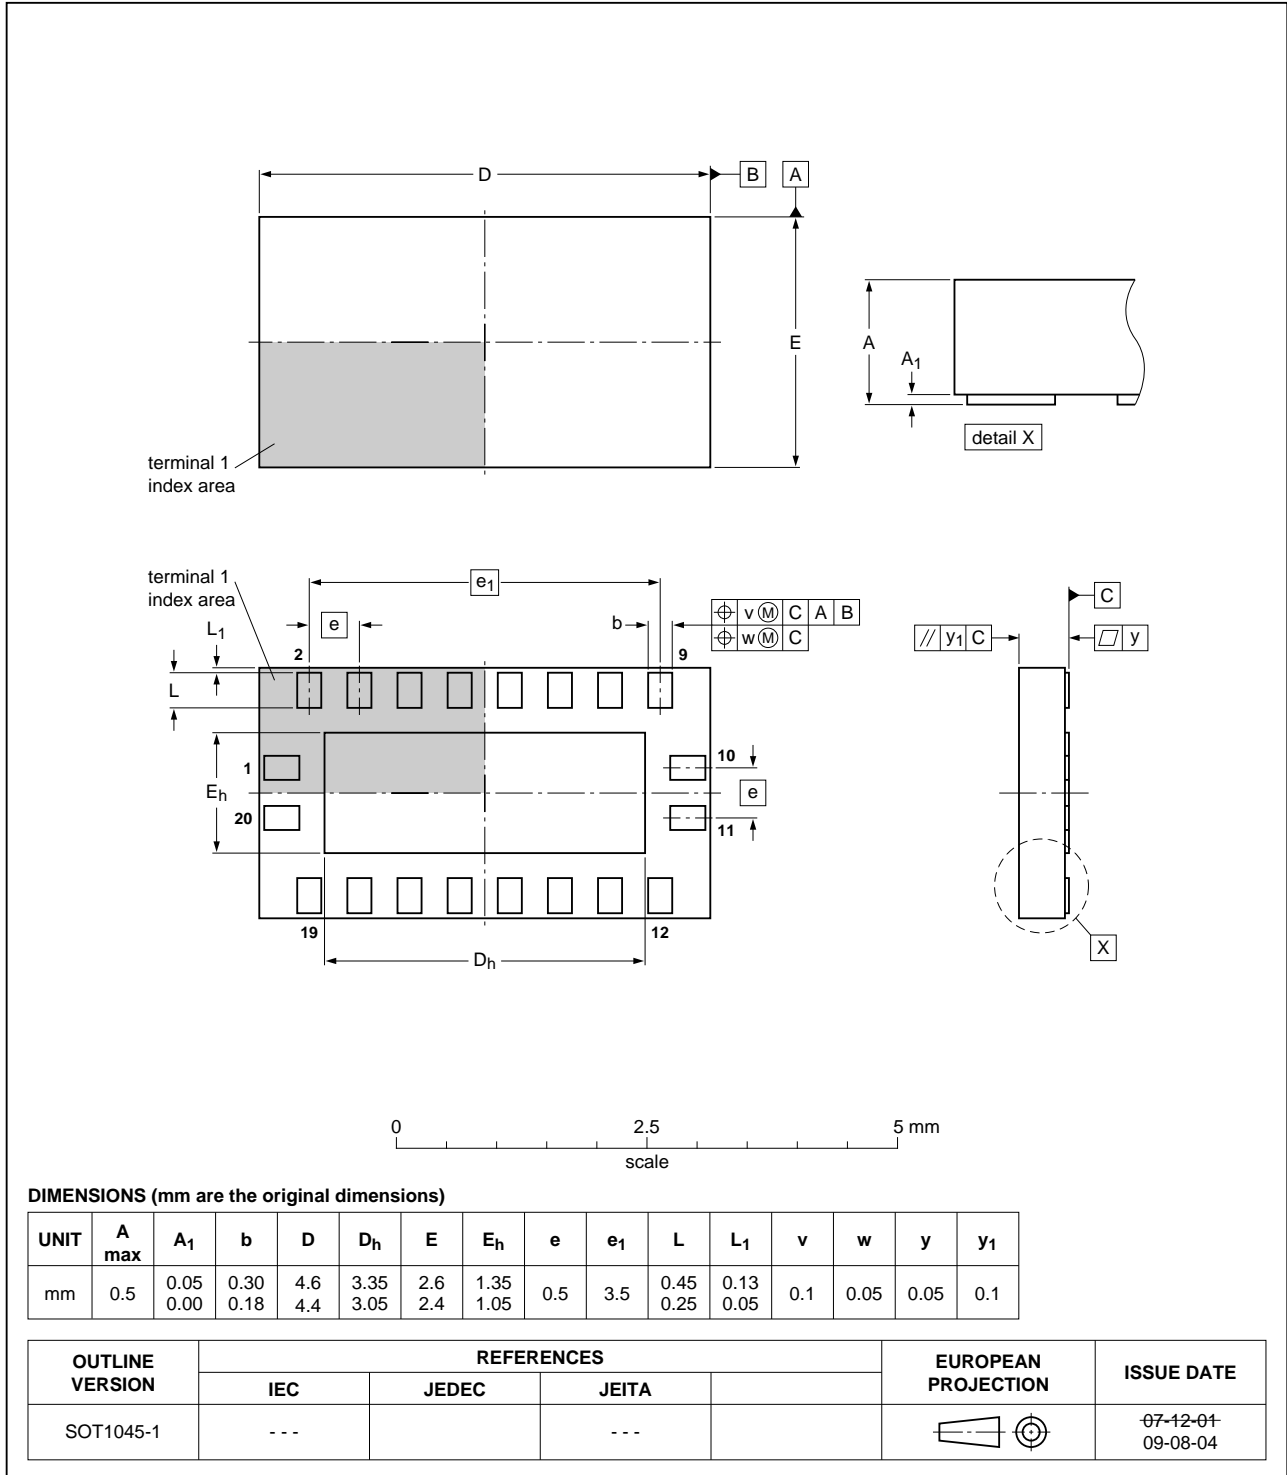 D
B
A
E
A
A1
detail X
terminal 1
index area
terminal 1
index area
e1
e
L1
L
b
v M C A B
w M C
C
// y1 C
y
2
9
1
10
Eh
e
20
11
19
12
Dh
X
0 2.5 5 mm
scale
DIMENSIONS (mm are the original dimensions)
UNIT A max A1 b D Dh E Eh e e1 L L1 v w y y1
mm 0.5 0.05 0.00 0.30 0.18 4.6 4.4 3.35 3.05 2.6 2.4 1.35 1.05 0.5 3.5 0.45 0.25 0.13 0.05 0.1 0.05 0.05 0.1
OUTLINE VERSION REFERENCES EUROPEAN PROJECTION ISSUE DATE
IEC JEDEC JEITA
SOT1045-1 - - - - - - 07-12-01
09-08-04